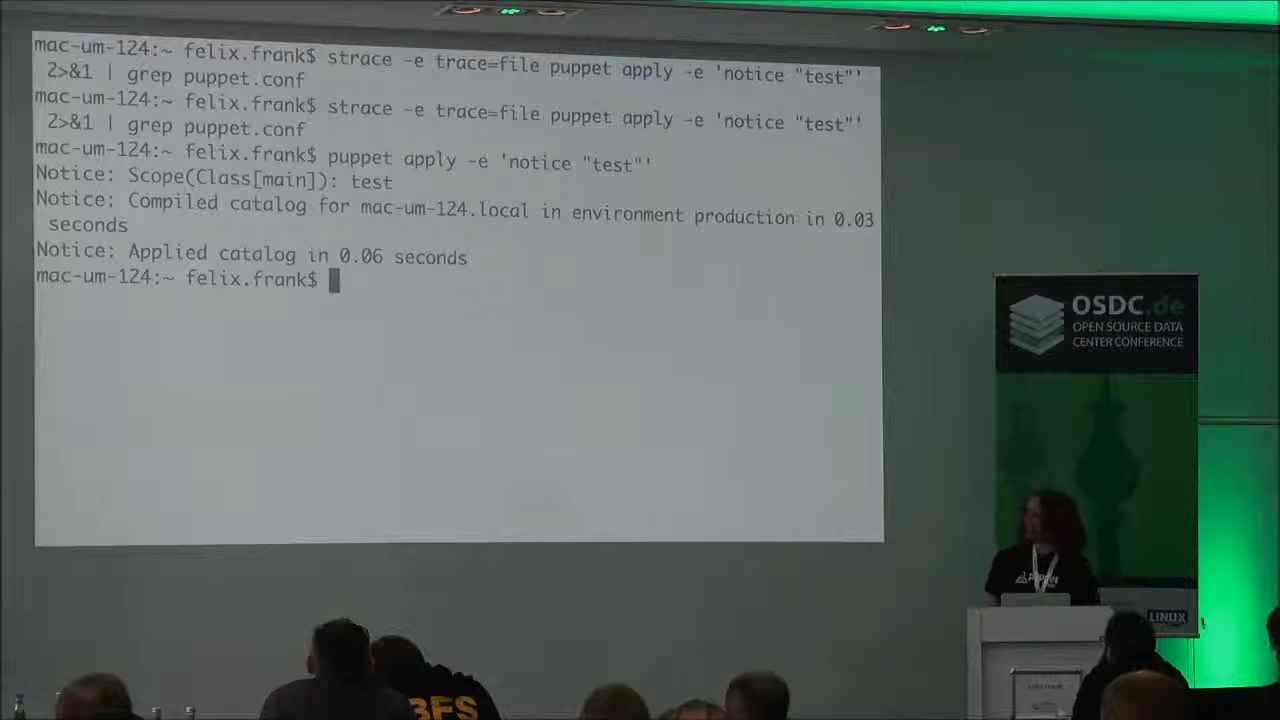 mac-um-124:~ felix.frank$ strace -e trace=file puppet apply -e 'notice "test"'
2>&1 | grep puppet.conf
mac-um-124:~ felix.frank$ strace -e trace=file puppet apply -e 'notice "test"'
2>&1 | grep puppet.conf
mac-um-124:~ felix.frank$ puppet apply -e 'notice "test"'
Notice: Scope(Class[main]): test
Notice: Compiled catalog for mac-um-124.local in environment production in 0.03
seconds
Notice: Applied catalog in 0.06 seconds
mac-um-124:~ felix.frank$
OSDC.de
OPEN SOURCE DATA
CENTER CONFERENCE
puppet
LINUX
BFS